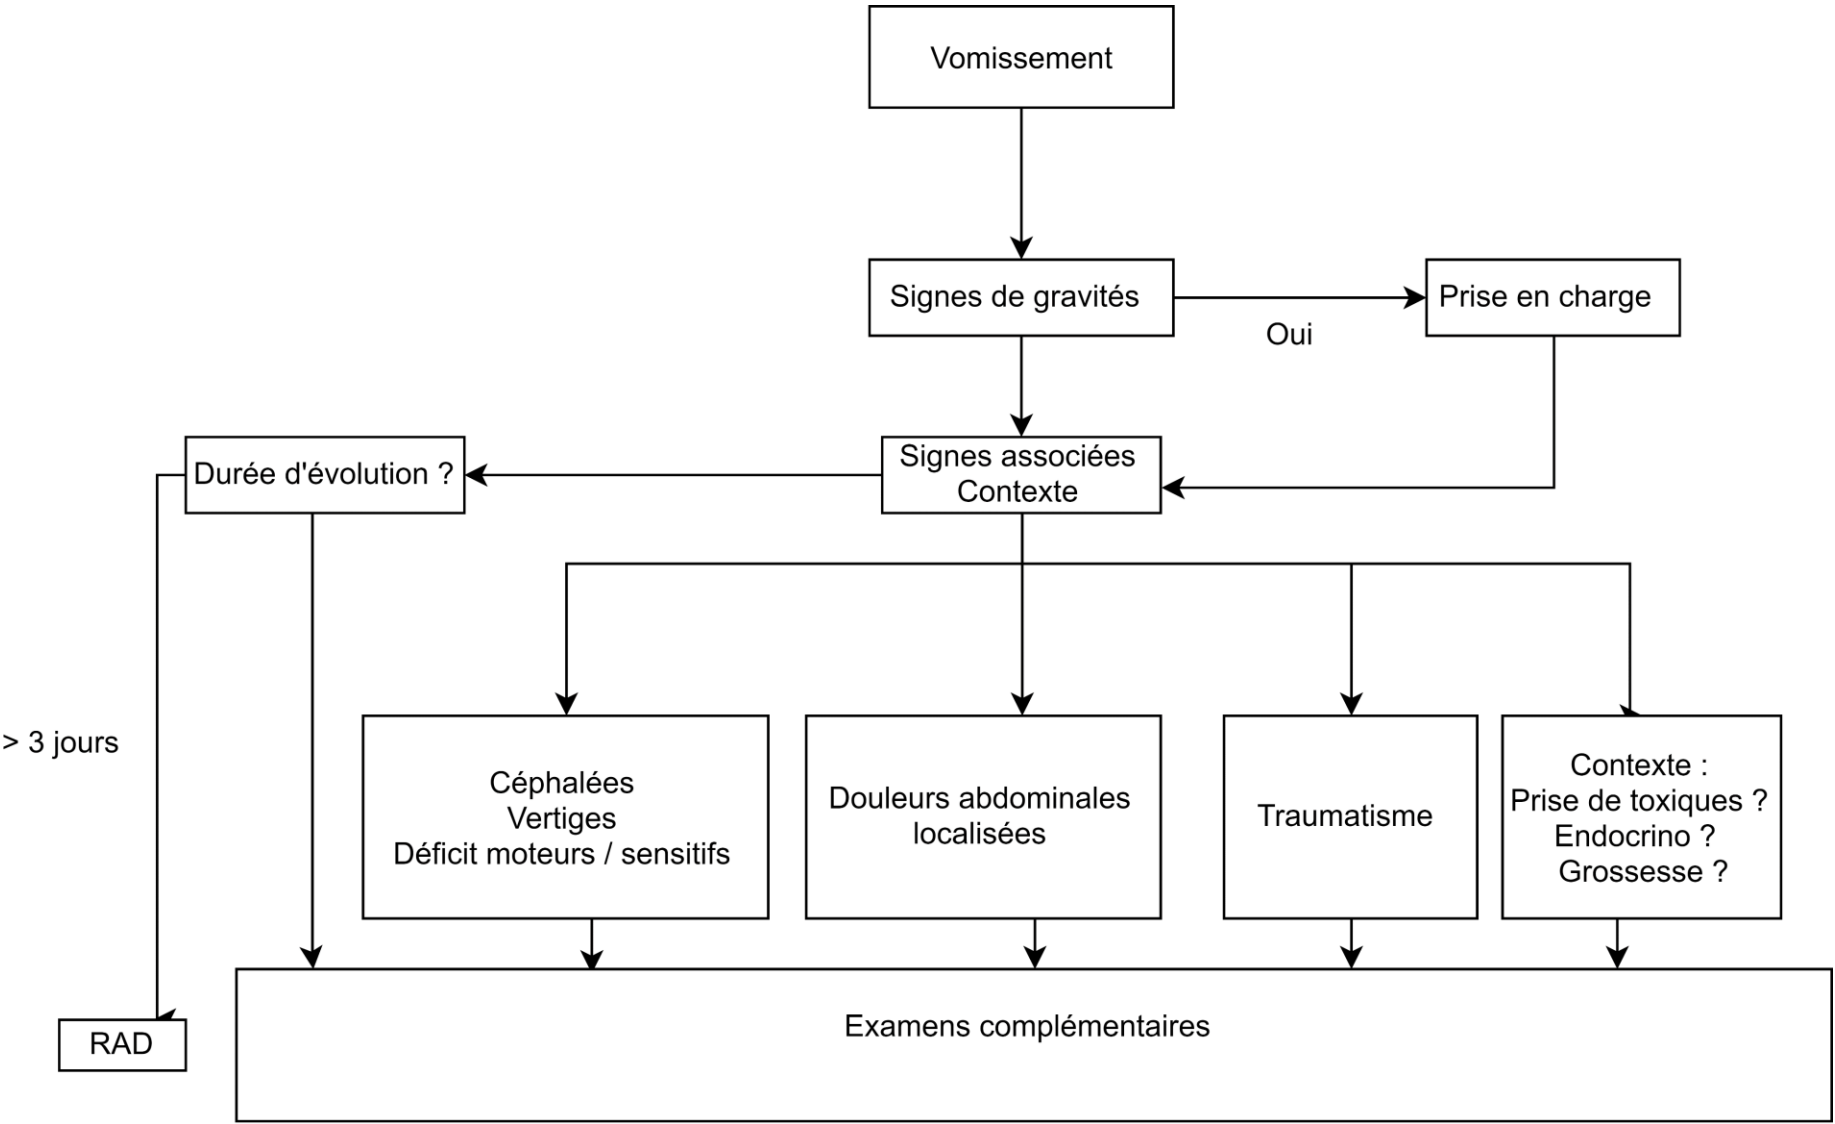 Vomissement
Signes de gravités
Oui
Prise en charge
Durée d'évolution ?
Signes associées
Contexte
> 3 jours
Céphalées
Vertiges
Déficit moteurs / sensitifs
Douleurs abdominales
localisées
Traumatisme
Contexte :
Prise de toxiques ?
Endocrino ?
Grossesse ?
RAD
Examens complémentaires